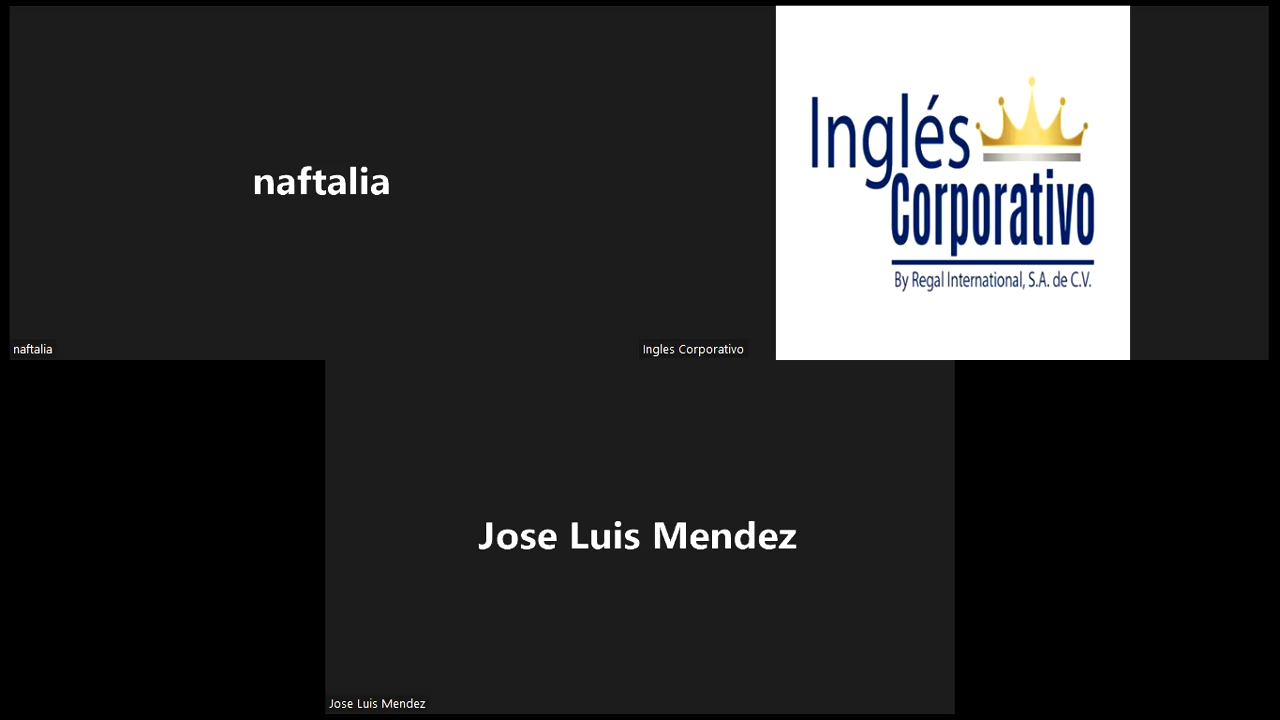 naftalia
naftalia
Inglés
Corporativo
By Regal International, S.A. de C.V.
Ingles Corporativo
Jose Luis Mendez
Jose Luis Mendez